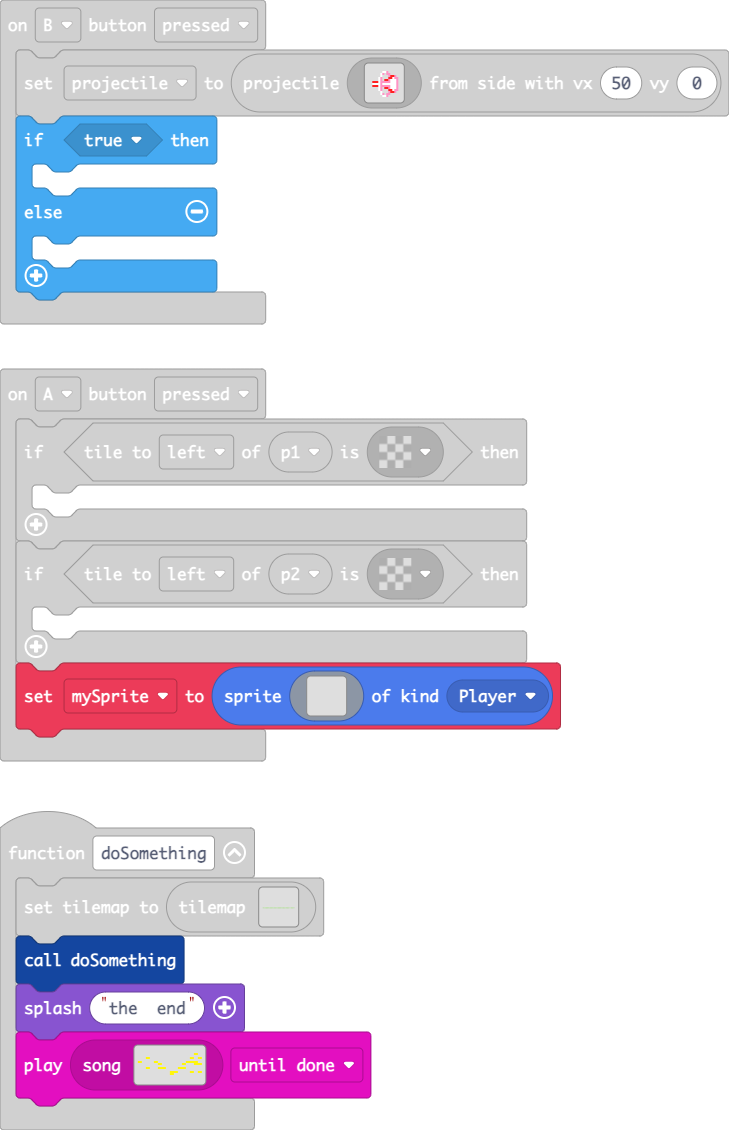 on B button pressed
set projectile to projectile from side with vx 50 vy 0
if true then
else
on A button pressed
if tile to left of p1 is then
if tile to left of p2 is then
set mySprite to sprite of kind Player
function doSomething
set tilemap to tilemap
call doSomething
splash "the end"
play song until done